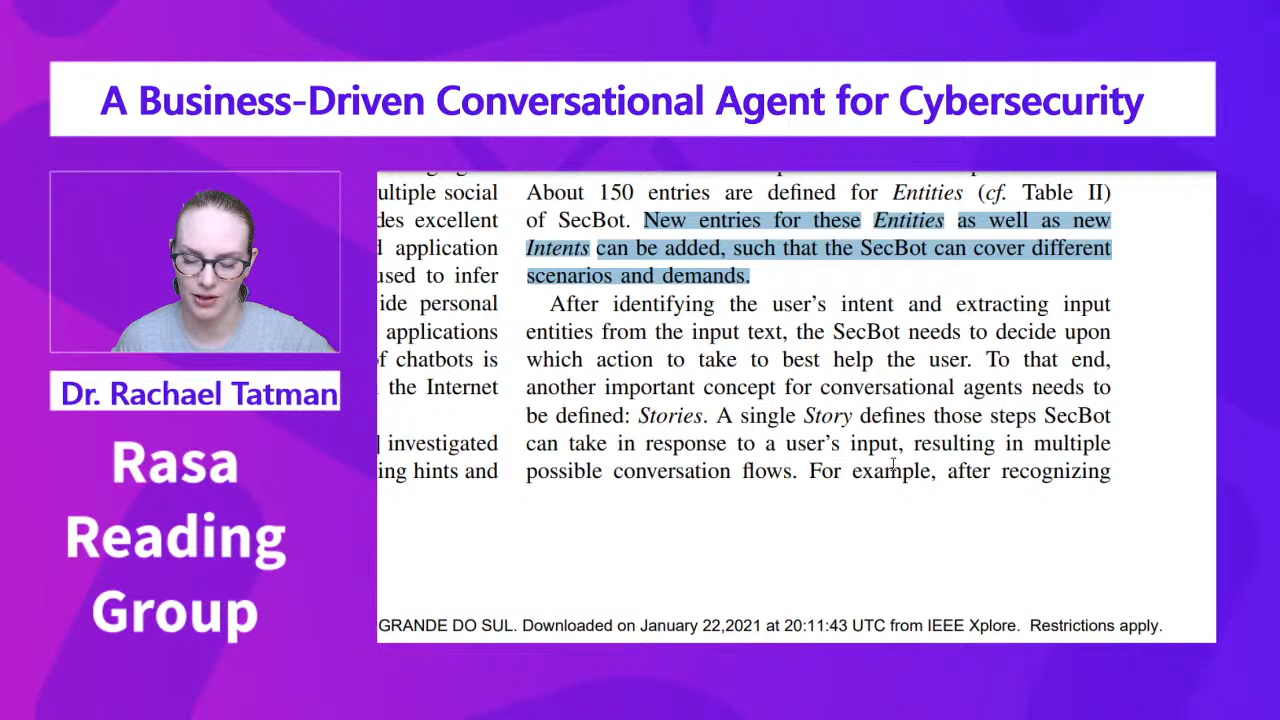 A Business-Driven Conversational Agent for Cybersecurity
Dr. Rachael Tatman
Rasa
Reading
Group
ultiple social
des excellent
d application
used to infer
ide personal
applications
of chatbots is
the Internet
] investigated
ing hints and
About 150 entries are defined for Entities (cf. Table II)
of SecBot. New entries for these Entities as well as new
Intents can be added, such that the SecBot can cover different
scenarios and demands.
After identifying the user's intent and extracting input
entities from the input text, the SecBot needs to decide upon
which action to take to best help the user. To that end,
another important concept for conversational agents needs to
be defined: Stories. A single Story defines those steps SecBot
can take in response to a user's input, resulting in multiple
possible conversation flows. For example, after recognizing
GRANDE DO SUL. Downloaded on January 22,2021 at 20:11:43 UTC from IEEE Xplore. Restrictions apply.